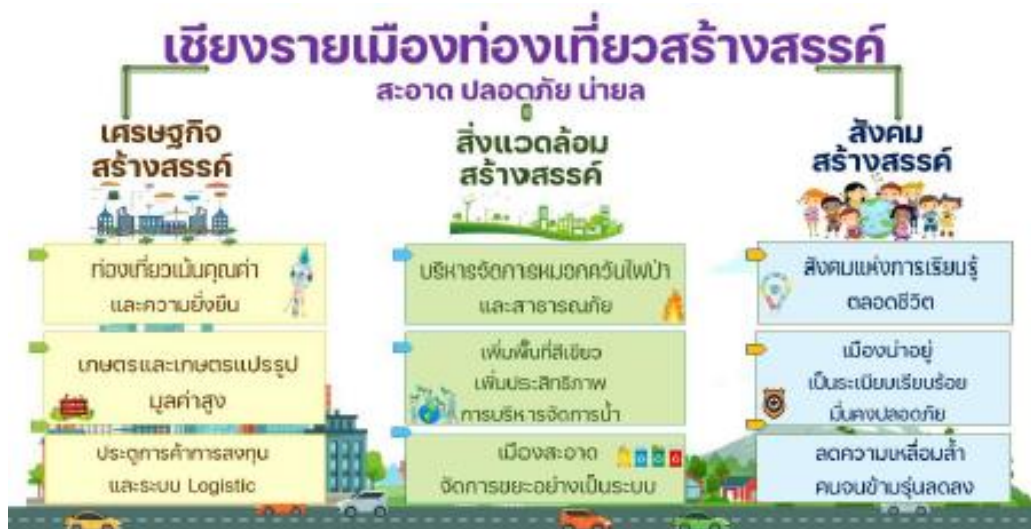 เชียงรายเมืองท่องเที่ยวสร้างสรรค์
สะอาด ปลอดภัย น่ายล
เศรษฐกิจ
สร้างสรรค์
ท่องเที่ยวเน้นคุณค่า
และความยั่งยืน
เกษตรและเกษตรแปรรูป
มูลค่าสูง
ประตูการค้าการลงทุน
และระบบ Logistic
สิ่งแวดล้อม
สร้างสรรค์
บริหารจัดการหมอกควันไฟป่า
และสาธารณภัย
เพิ่มพื้นที่สีเขียว
เพิ่มประสิทธิภาพ
การบริหารจัดการน้ำ
เมืองสะอาด
จัดการขยะอย่างเป็นระบบ
สังคม
สร้างสรรค์
สังคมแห่งการเรียนรู้
ตลอดชีวิต
เมืองน่าอยู่
เป็นระเบียบเรียบร้อย
มั่นคงปลอดภัย
ลดความเหลื่อมล้ำ
คนจนข้ามรุ่นลดลง